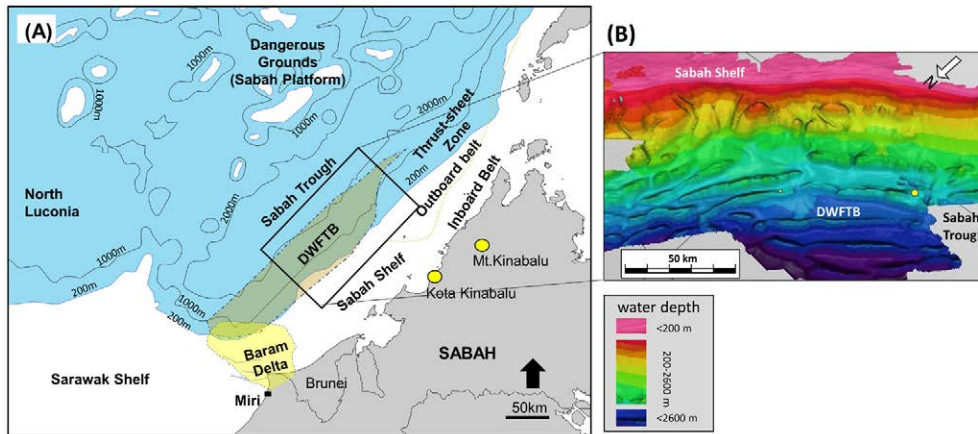 (A)
Dangerous
Grounds
(Sabah Platform)
1000m
1000m
1000m
2000m
2000m
North
Luconia
Sabah Trough
Thrust-sheet
Zone
200m
Outboard belt
Inboard Belt
DWFTB
Sabah Shelf
Mt.Kinabalu
Kota Kinabalu
1000m
200m
1000m
200m
Baram
Delta
SABAH
Sarawak Shelf
Brunei
Miri
50km
(B)
Sabah Shelf
N
DWFTB
Sabah
Trough
50 km
water depth
<200 m
200-2600 m
<2600 m